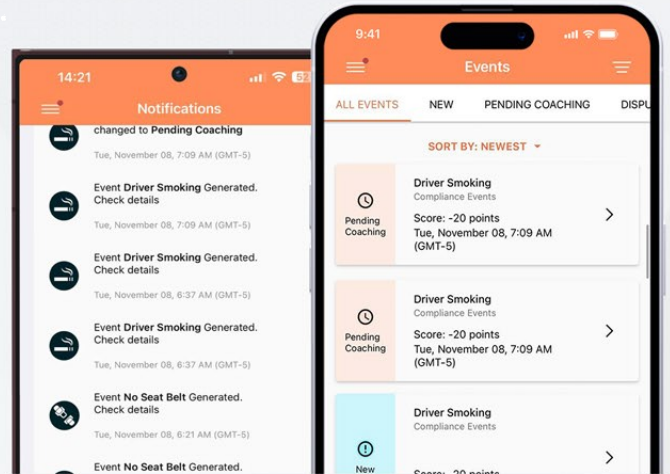 14:21
52
Notifications
changed to Pending Coaching
Tue, November 08, 7:09 AM (GMT-5)
Event Driver Smoking Generated.
Check details
Tue, November 08, 7:09 AM (GMT-5)
Event Driver Smoking Generated.
Check details
Tue, November 08, 6:37 AM (GMT-5)
Event Driver Smoking Generated.
Check details
Tue, November 08, 6:37 AM (GMT-5)
Event No Seat Belt Generated.
Check details
Tue, November 08, 6:21 AM (GMT-5)
Event No Seat Belt Generated.
9:41
Events
ALL EVENTS NEW PENDING COACHING DISPU
SORT BY: NEWEST
Pending
Coaching
Driver Smoking
Compliance Events
Score: -20 points
Tue, November 08, 7:09 AM
(GMT-5)
Pending
Coaching
Driver Smoking
Compliance Events
Score: -20 points
Tue, November 08, 7:09 AM
(GMT-5)
New
Driver Smoking
Compliance Events
Score: -20 points